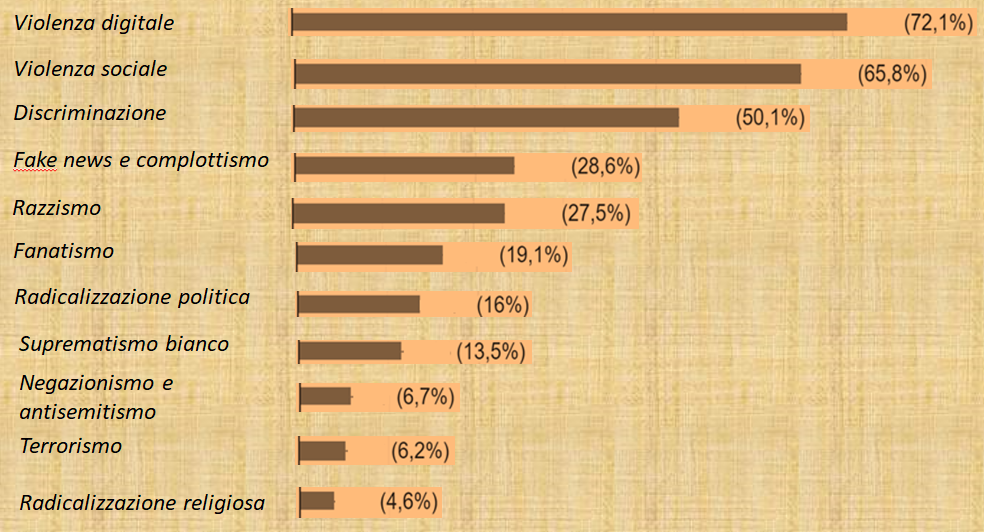 Violenza digitale (72,1%)
Violenza sociale (65,8%)
Discriminazione (50,1%)
Fake news e complottismo (28,6%)
Razzismo (27,5%)
Fanatismo (19,1%)
Radicalizzazione politica (16%)
Suprematismo bianco (13,5%)
Negazionismo e
antisemitismo (6,7%)
Terrorismo (6,2%)
Radicalizzazione religiosa (4,6%)